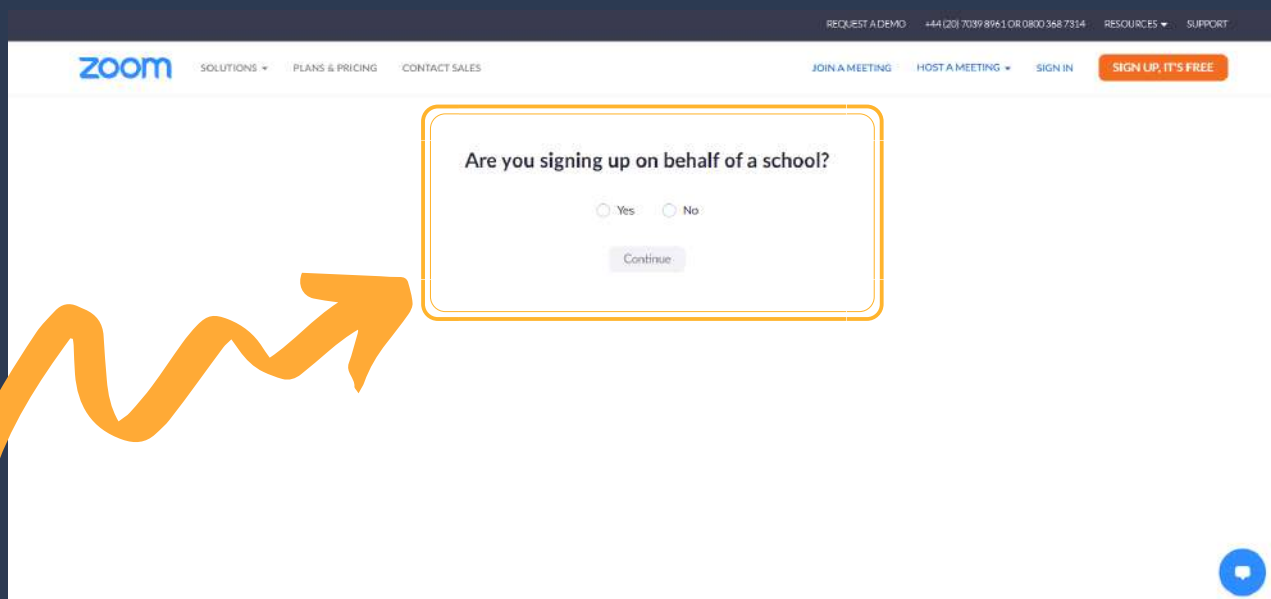 REQUEST A DEMO +44 (20) 7039 8961 OR 0800 368 7314 RESOURCES SUPPORT
zoom SOLUTIONS PLANS & PRICING CONTACT SALES JOIN A MEETING HOST A MEETING SIGN IN SIGN UP, IT'S FREE
Are you signing up on behalf of a school?
Yes No
Continue